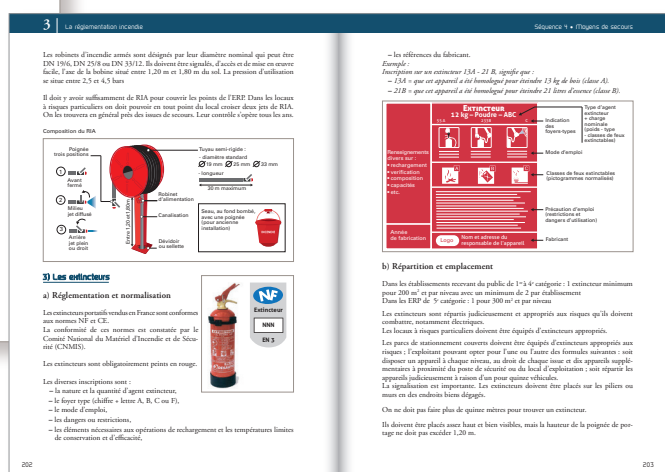 3 | La réglementation incendie
Les robinets d'incendie armés sont désignés par leur diamètre nominal qui peut être
DN 19/6, DN 25/8 ou DN 33/12. Ils doivent être signalés, d'accès et de mise en œuvre
facile, l'axe de la bobine situé entre 1,20 m et 1,80 m du sol. La pression d'utilisation
se situe entre 2,5 et 4,5 bars
Il doit y avoir suffisamment de RIA pour couvrir les points de l'ERP. Dans les locaux
à risques particuliers on doit pouvoir en tout point du local croiser deux jets de RIA.
On les trouvera en général près des issues de secours. Leur contrôle s'opère tous les ans.
Composition du RIA
Poignée
trois positions
1
Avant
fermé
2
Milieu
jet diffusé
3
Arrière
jet plein
ou droit
Entre 1,20 et 1,80m
Tuyau semi-rigide :
- diamètre standard
Ø 19 mm Ø 25 mm Ø 33 mm
- longueur
30 m maximum
Robinet
d'alimentation
Canalisation
Dévidoir
ou sellette
Seau, au fond bombé,
avec une poignée
(pour ancienne
installation)
3) Les extincteurs
a) Réglementation et normalisation
Les extincteurs portatifs vendus en France sont conformes
aux normes NF et CE.
La conformité de ces normes est constatée par le
Comité National du Matériel d'Incendie et de Sécu-
rité (CNMIS).
Les extincteurs sont obligatoirement peints en rouge.
Les diverses inscriptions sont :
– la nature et la quantité d'agent extincteur,
– le foyer type (chiffre + lettre A, B, C ou F),
– le mode d'emploi,
– les dangers ou restrictions,
– les éléments nécessaires aux opérations de rechargement et les températures limites
de conservation et d'efficacité,
NF
Extincteur
NNN
EN 3
202
Séquence 4 • Moyens de secours
– les références du fabricant.
Exemple :
Inscription sur un extincteur 13A - 21 B, signifie que :
– 13A = que cet appareil a été homologué pour éteindre 13 kg de bois (classe A).
– 21B = que cet appareil a été homologué pour éteindre 21 litres d'essence (classe B).
EXTINCTEUR
12 kg – Poudre – ABC
55A 233B C
Renseignements
divers sur :
• rechargement
• vérification
• composition
• capacités
• etc.
Année
de fabrication
Logo
Nom et adresse du
responsable de l'appareil
Type d'agent
extincteur
+ charge
nominale
(poids - type
- classes de feux
extinctibles)
Indication
des
foyers-types
Mode d'emploi
Classes de feux extinctibles
(pictogrammes normalisés)
Précaution d'emploi
(restrictions et
dangers d'utilisation)
Fabricant
b) Répartition et emplacement
Dans les établissements recevant du public de 1re à 4e catégorie : 1 extincteur minimum
pour 200 m² et par niveau avec un minimum de 2 par établissement
Dans les ERP de 5e catégorie : 1 pour 300 m² et par niveau
Les extincteurs sont répartis judicieusement et appropriés aux risques qu'ils doivent
combattre, notamment électriques.
Les locaux à risques particuliers doivent être équipés d'extincteurs appropriés.
Les parcs de stationnement couverts doivent être équipés d'extincteurs appropriés aux
risques ; l'exploitant pouvant opter pour l'une ou l'autre des formules suivantes : soit
disposer un appareil à chaque niveau, au droit de chaque issue et dix appareils supplé-
mentaires à proximité du poste de sécurité ou du local d'exploitation ; soit répartir les
appareils judicieusement à raison d'un pour quinze véhicules.
La signalisation est importante. Les extincteurs doivent être placés sur les piliers ou
murs en des endroits biens dégagés.
On ne doit pas faire plus de quinze mètres pour trouver un extincteur.
Ils doivent être placés assez haut et bien visibles, mais la hauteur de la poignée de por-
tage ne doit pas excéder 1,20 m.
203